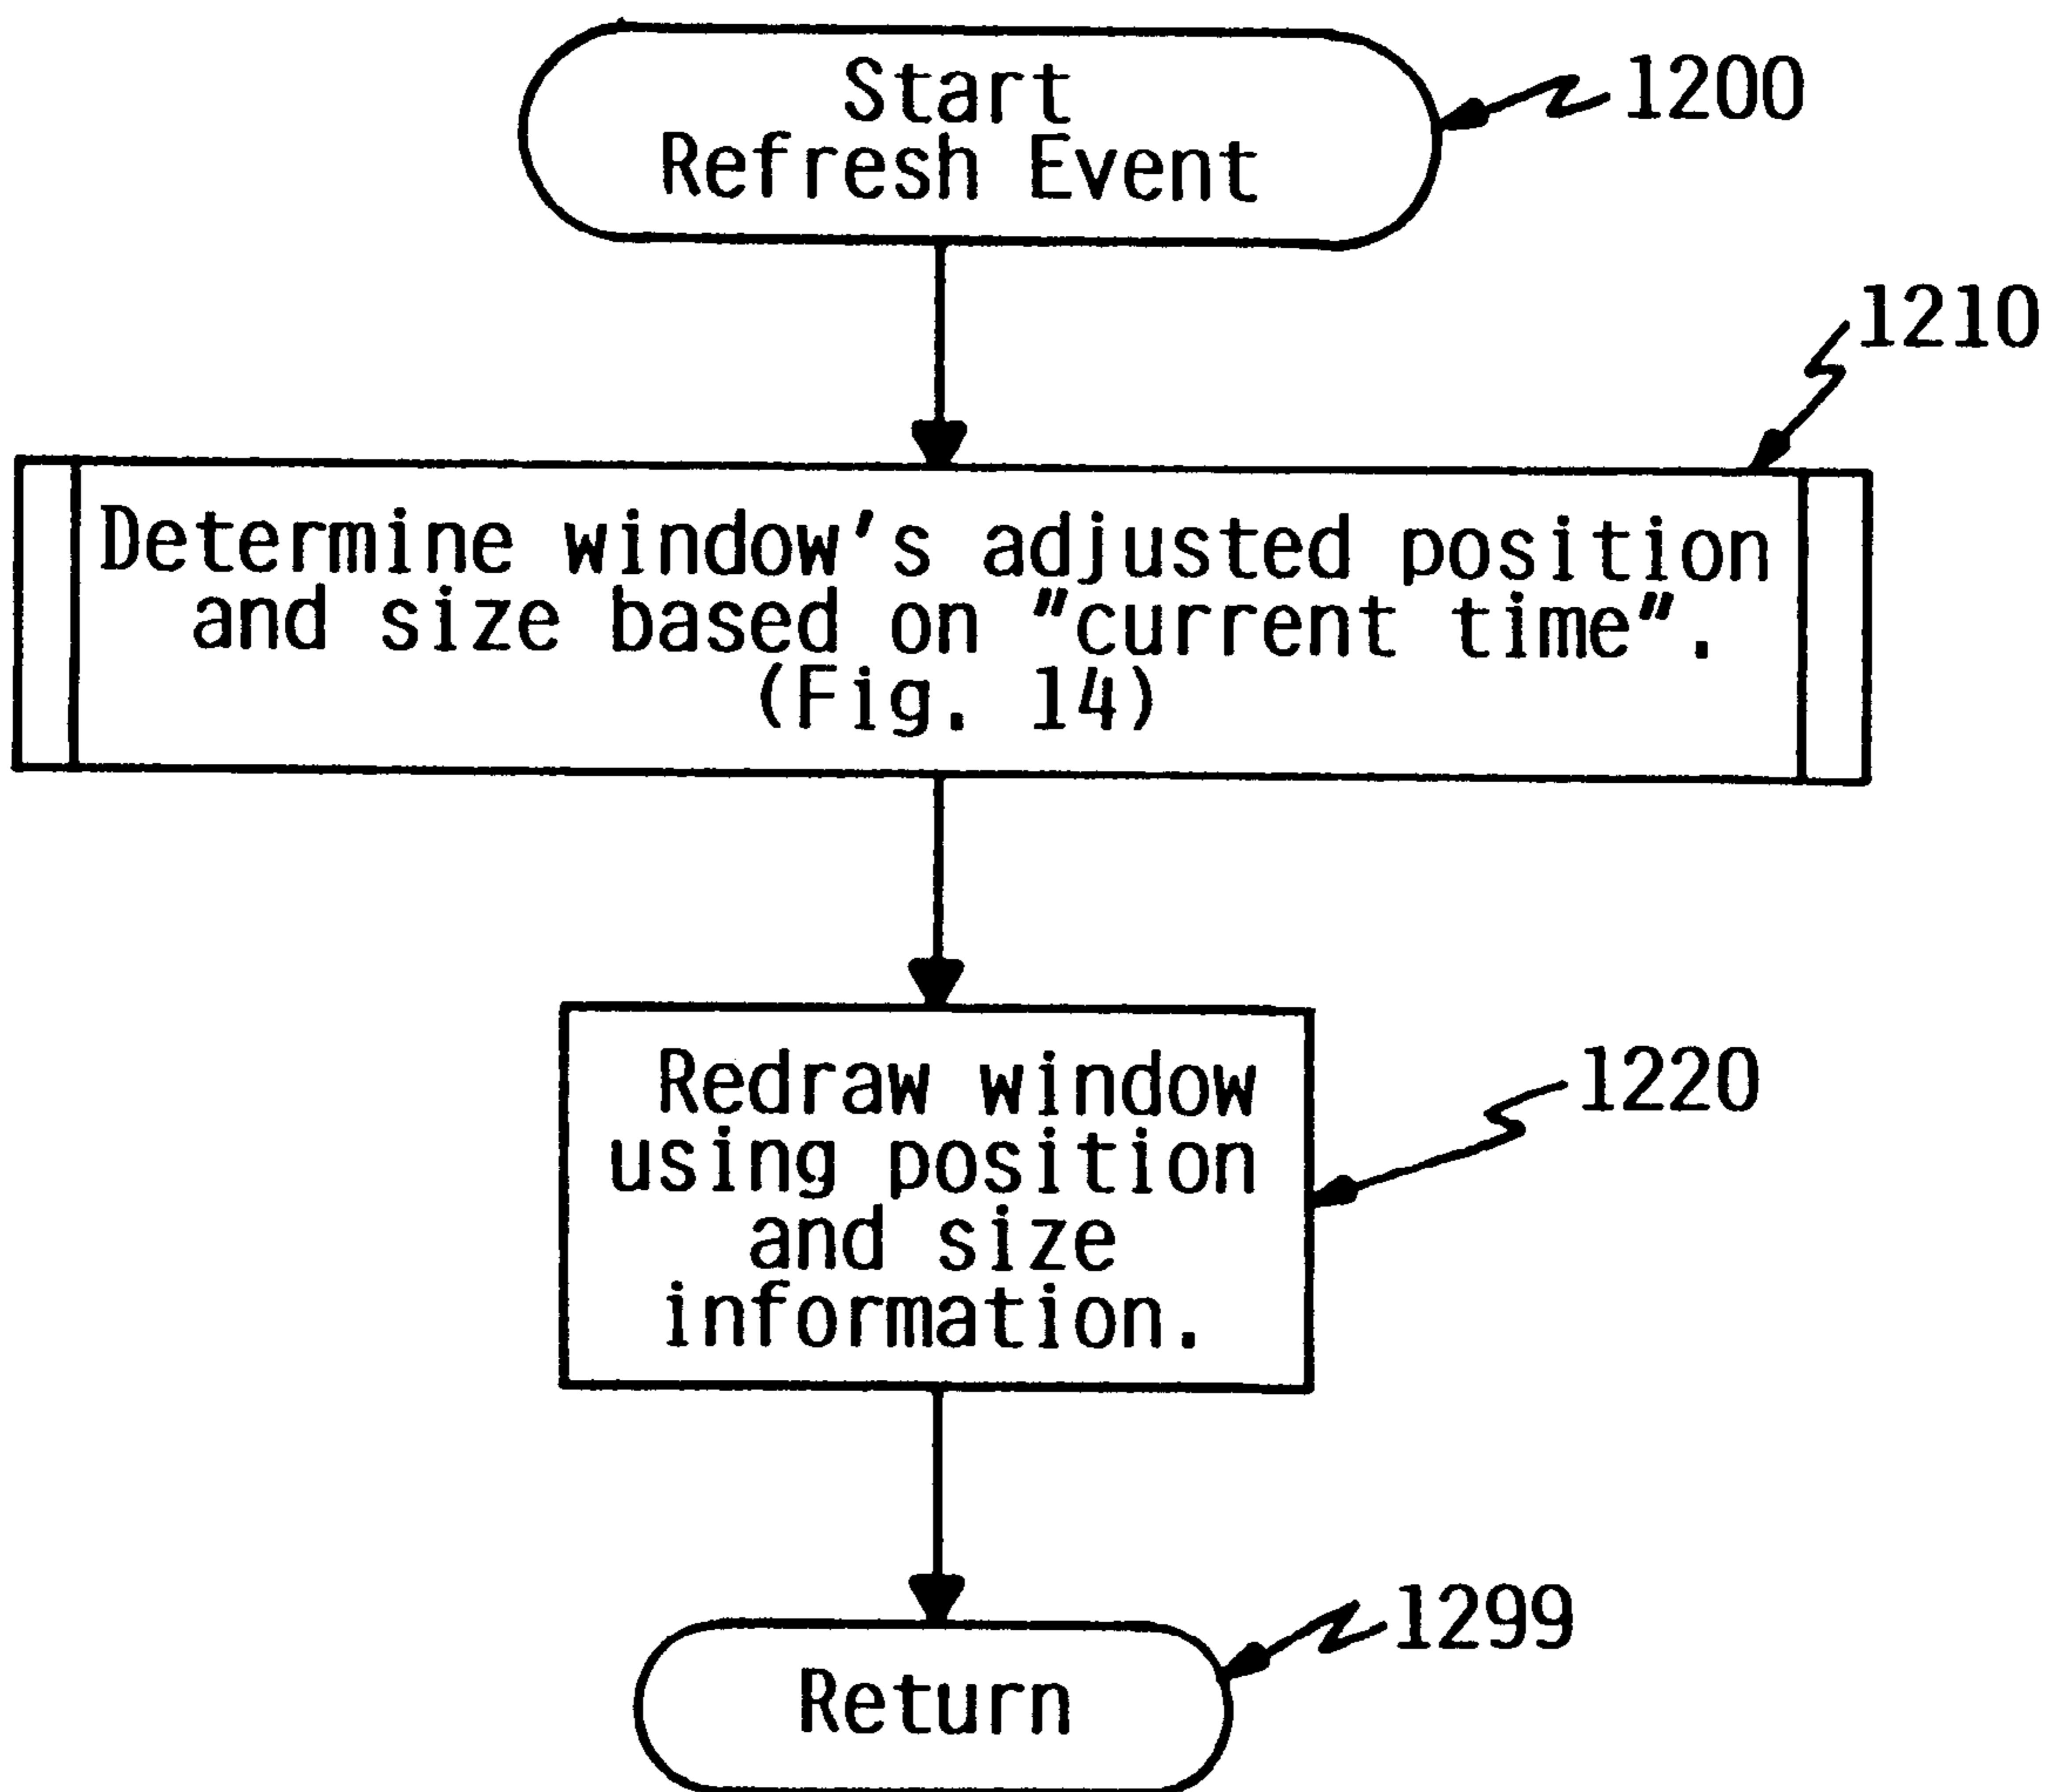 Start
Refresh Event
1200
1210
Determine window's adjusted position
and size based on "current time".
(Fig. 14)
Redraw window
using position
and size
information.
1220
1299
Return